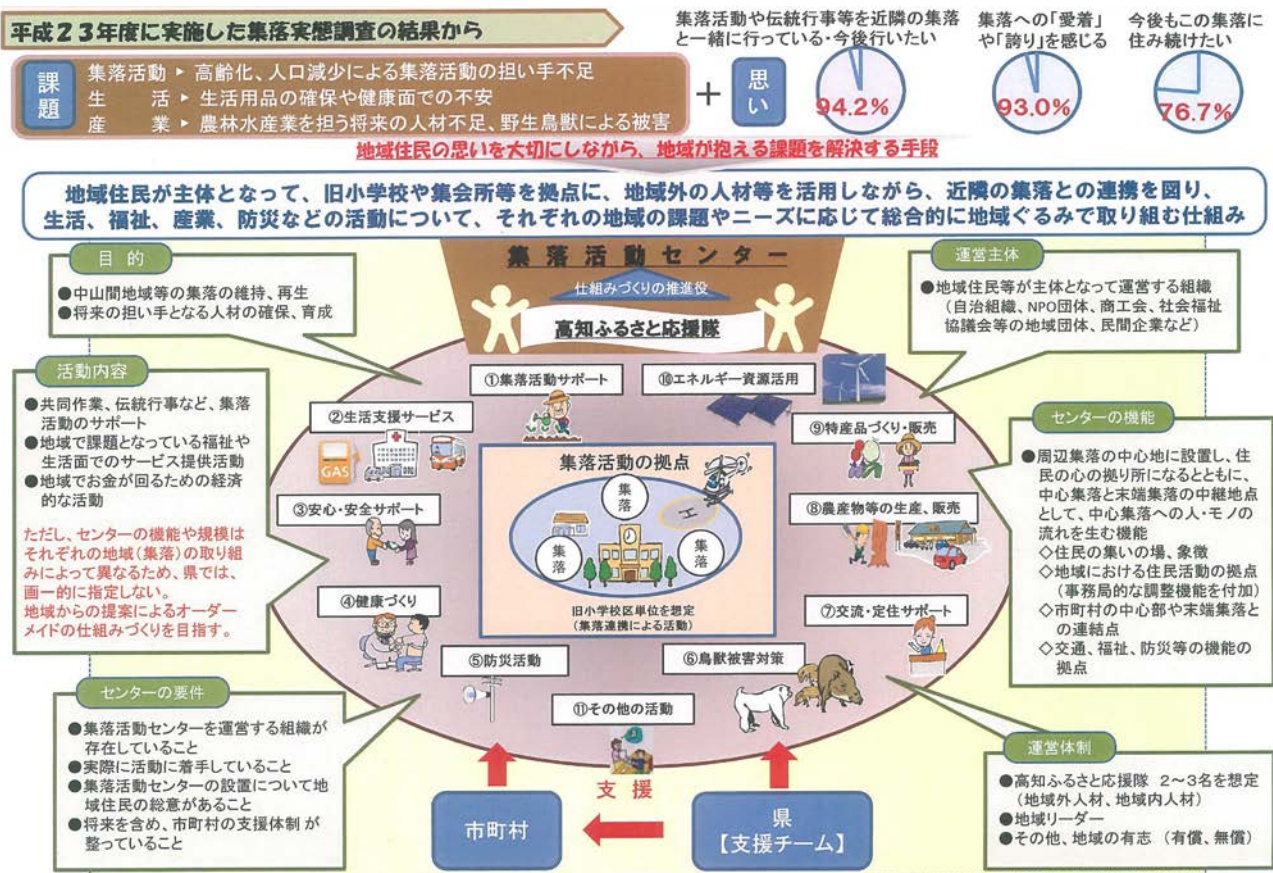 平成23年度に実施した集落実態調査の結果から
課題
集落活動 ▶ 高齢化、人口減少による集落活動の担い手不足
生　　活 ▶ 生活用品の確保や健康面での不安
産　　業 ▶ 農林水産業を担う将来の人材不足、野生鳥獣による被害
＋
思い
集落活動や伝統行事等を近隣の集落
と一緒に行っている・今後行いたい
94.2%
集落への「愛着」
や「誇り」を感じる
93.0%
今後もこの集落に
住み続けたい
76.7%
地域住民の思いを大切にしながら、地域が抱える課題を解決する手段
地域住民が主体となって、旧小学校や集会所等を拠点に、地域外の人材等を活用しながら、近隣の集落との連携を図り、
生活、福祉、産業、防災などの活動について、それぞれの地域の課題やニーズに応じて総合的に地域ぐるみで取り組む仕組み
集落活動センター
仕組みづくりの推進役
高知ふるさと応援隊
目 的
●中山間地域等の集落の維持、再生
●将来の担い手となる人材の確保、育成
運営主体
●地域住民等が主体となって運営する組織
（自治組織、NPO団体、商工会、社会福祉
協議会等の地域団体、民間企業など）
活動内容
●共同作業、伝統行事など、集落
活動のサポート
●地域で課題となっている福祉や
生活面でのサービス提供活動
●地域でお金が回るための経済
的な活動
ただし、センターの機能や規模は
それぞれの地域（集落）の取り組
みによって異なるため、県では、
画一的に指定しない。
地域からの提案によるオーダー
メイドの仕組みづくりを目指す。
①集落活動サポート
⑩エネルギー資源活用
②生活支援サービス
GAS
⑨特産品づくり・販売
③安心・安全サポート
⑧農産物等の生産、販売
④健康づくり
⑦交流・定住サポート
⑤防災活動
⑥鳥獣被害対策
⑪その他の活動
集落活動の拠点
集落
集落
集落
H
旧小学校区単位を想定
（集落連携による活動）
センターの機能
●周辺集落の中心地に設置し、住
民の心の拠り所になるとともに、
中心集落と末端集落の中継地点
として、中心集落への人・モノの
流れを生む機能
◇住民の集いの場、象徴
◇地域における住民活動の拠点
（事務局的な調整機能を付加）
◇市町村の中心部や末端集落と
の連結点
◇交通、福祉、防災等の機能の
拠点
センターの要件
●集落活動センターを運営する組織が
存在していること
●実際に活動に着手していること
●集落活動センターの設置について地
域住民の総意があること
●将来を含め、市町村の支援体制が
整っていること
支 援
市町村
県
【支援チーム】
運営体制
●高知ふるさと応援隊 2～3名を想定
（地域外人材、地域内人材）
●地域リーダー
●その他、地域の有志 （有償、無償）